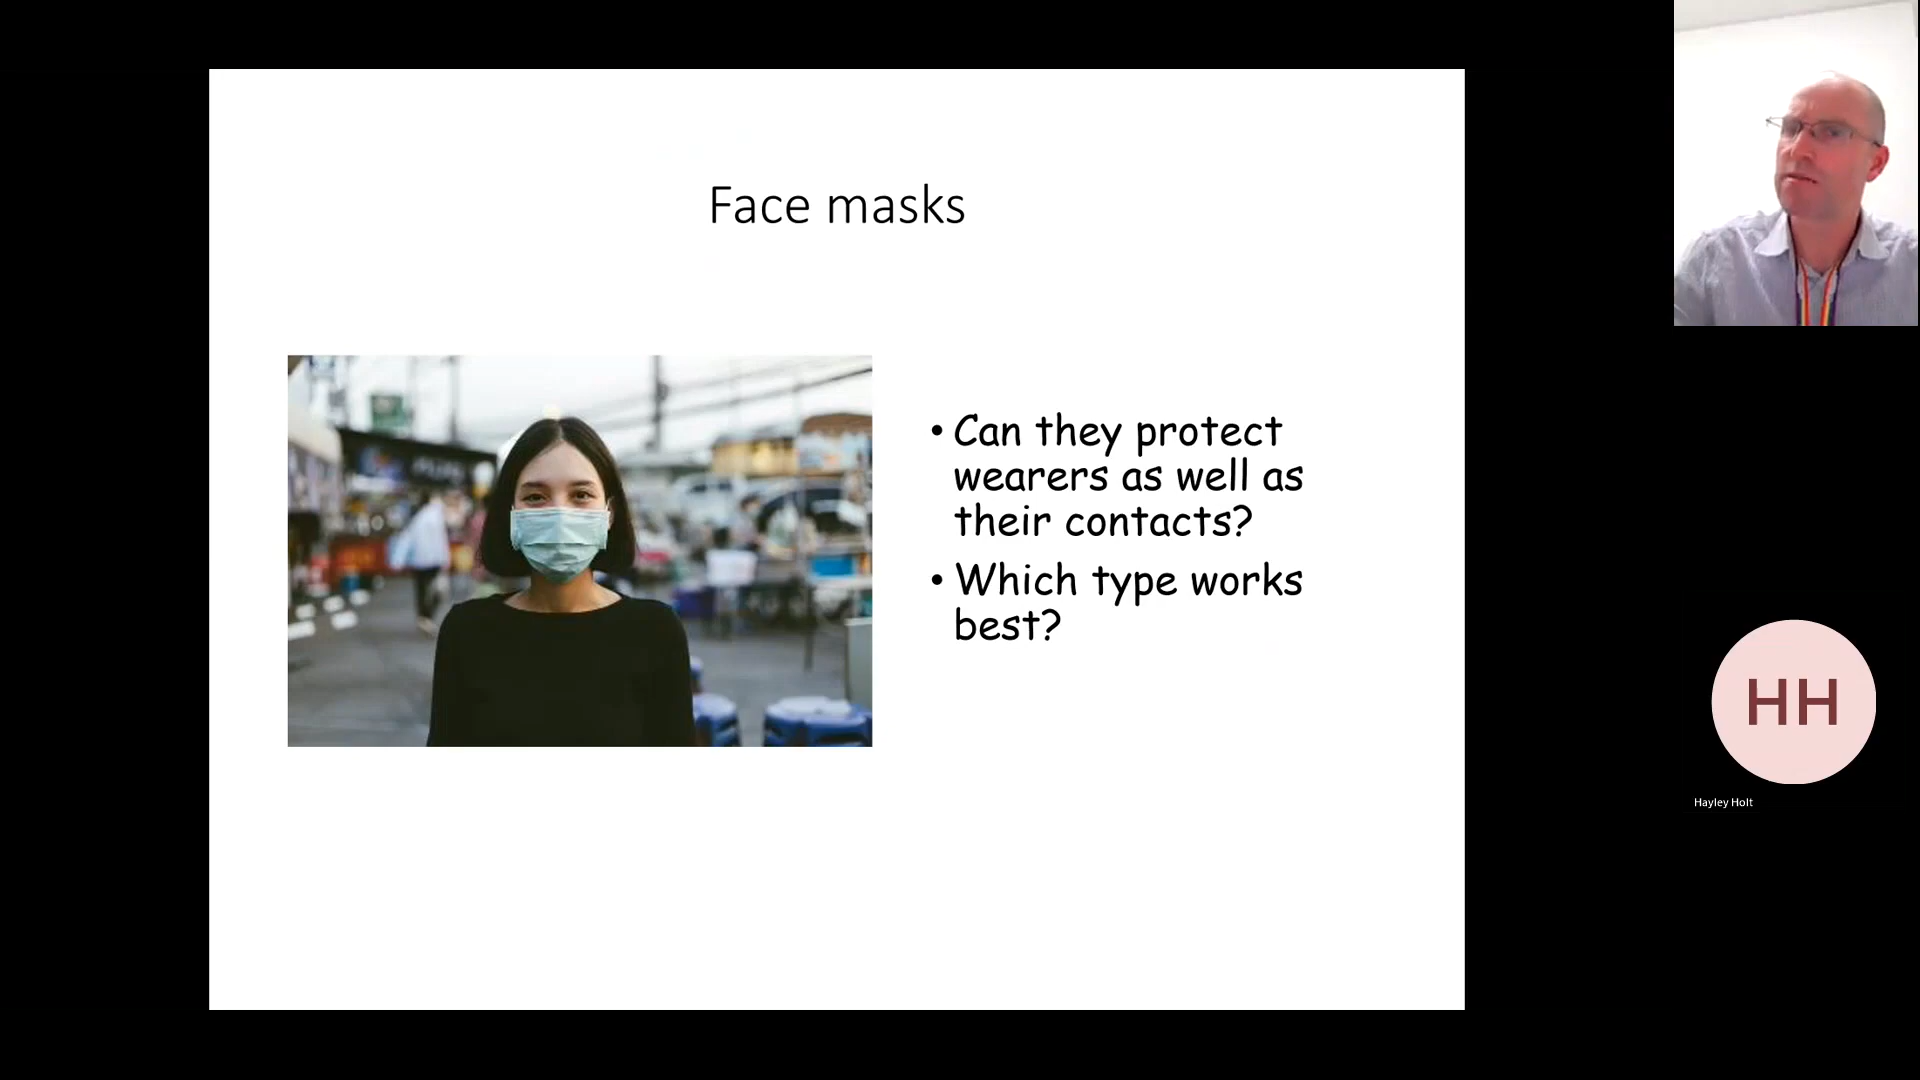 Face masks
• Can they protect
wearers as well as
their contacts?
• Which type works
best?
HH
Hayley Holt